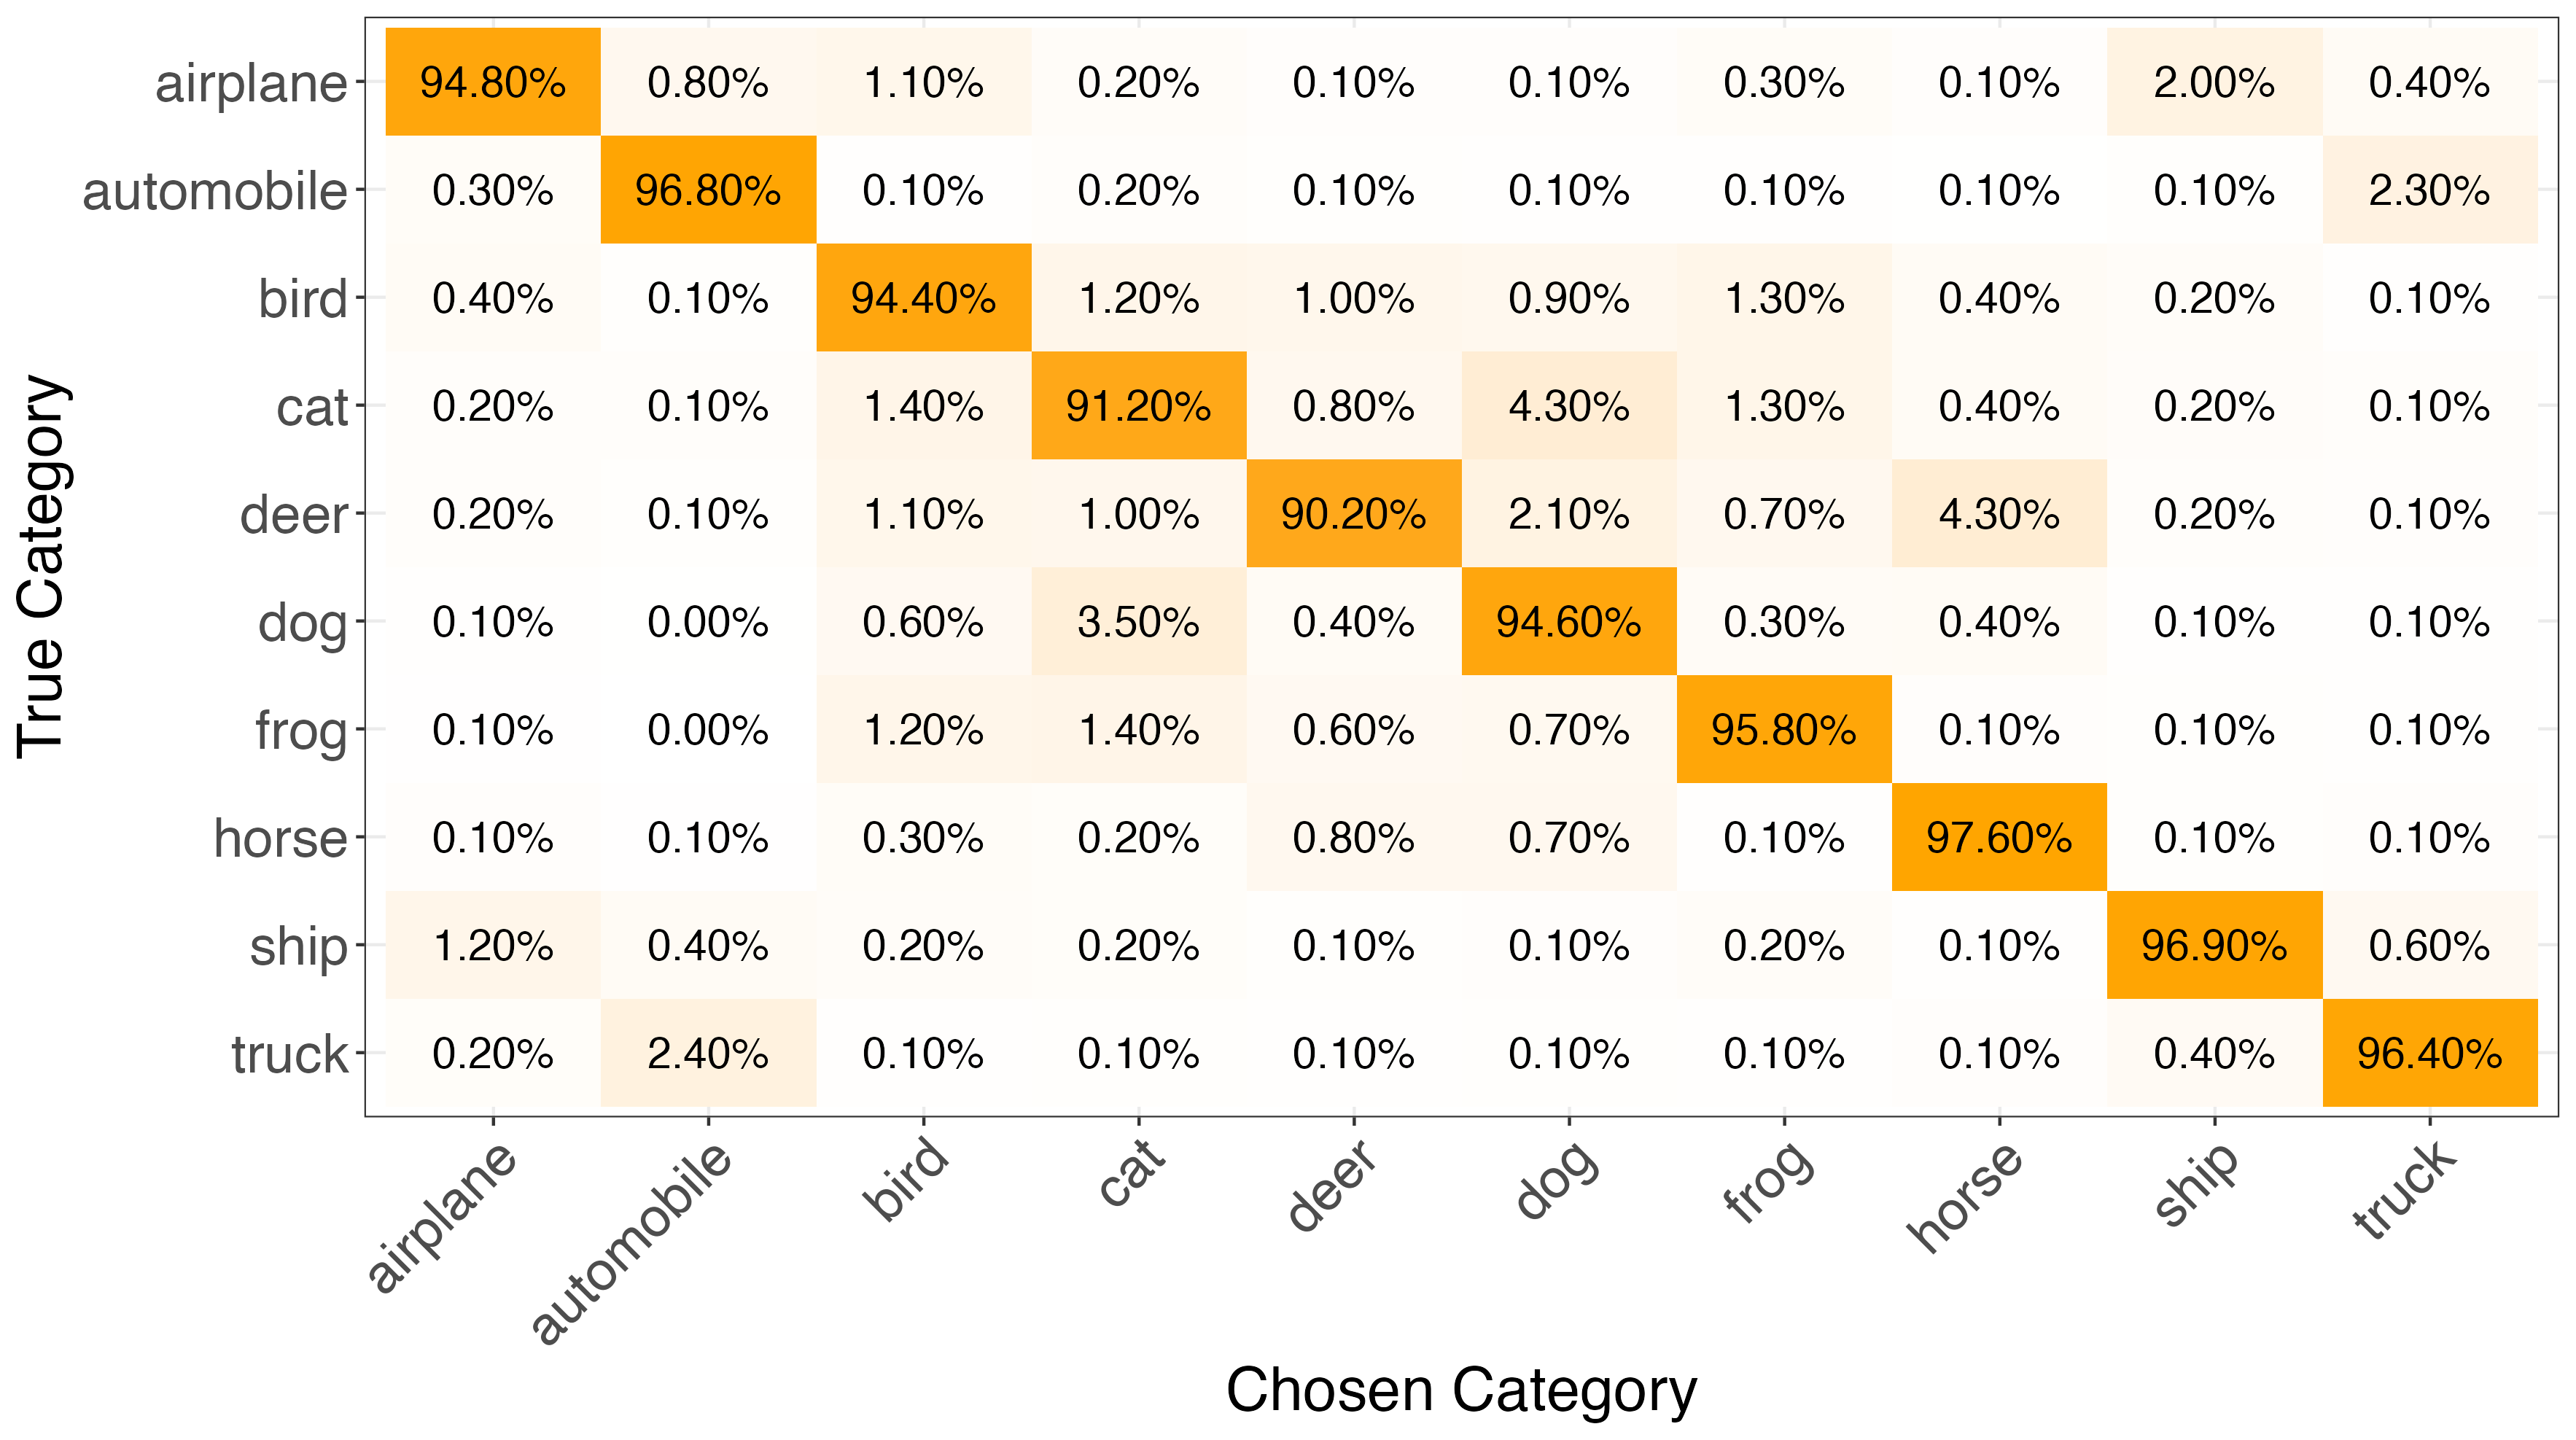 True Category
airplane 94.80% 0.80% 1.10% 0.20% 0.10% 0.10% 0.30% 0.10% 2.00% 0.40%
automobile 0.30% 96.80% 0.10% 0.20% 0.10% 0.10% 0.10% 0.10% 0.10% 2.30%
bird 0.40% 0.10% 94.40% 1.20% 1.00% 0.90% 1.30% 0.40% 0.20% 0.10%
cat 0.20% 0.10% 1.40% 91.20% 0.80% 4.30% 1.30% 0.40% 0.20% 0.10%
deer 0.20% 0.10% 1.10% 1.00% 90.20% 2.10% 0.70% 4.30% 0.20% 0.10%
dog 0.10% 0.00% 0.60% 3.50% 0.40% 94.60% 0.30% 0.40% 0.10% 0.10%
frog 0.10% 0.00% 1.20% 1.40% 0.60% 0.70% 95.80% 0.10% 0.10% 0.10%
horse 0.10% 0.10% 0.30% 0.20% 0.80% 0.70% 0.10% 97.60% 0.10% 0.10%
ship 1.20% 0.40% 0.20% 0.20% 0.10% 0.10% 0.20% 0.10% 96.90% 0.60%
truck 0.20% 2.40% 0.10% 0.10% 0.10% 0.10% 0.10% 0.10% 0.40% 96.40%
airplane automobile bird cat deer dog frog horse ship truck
Chosen Category